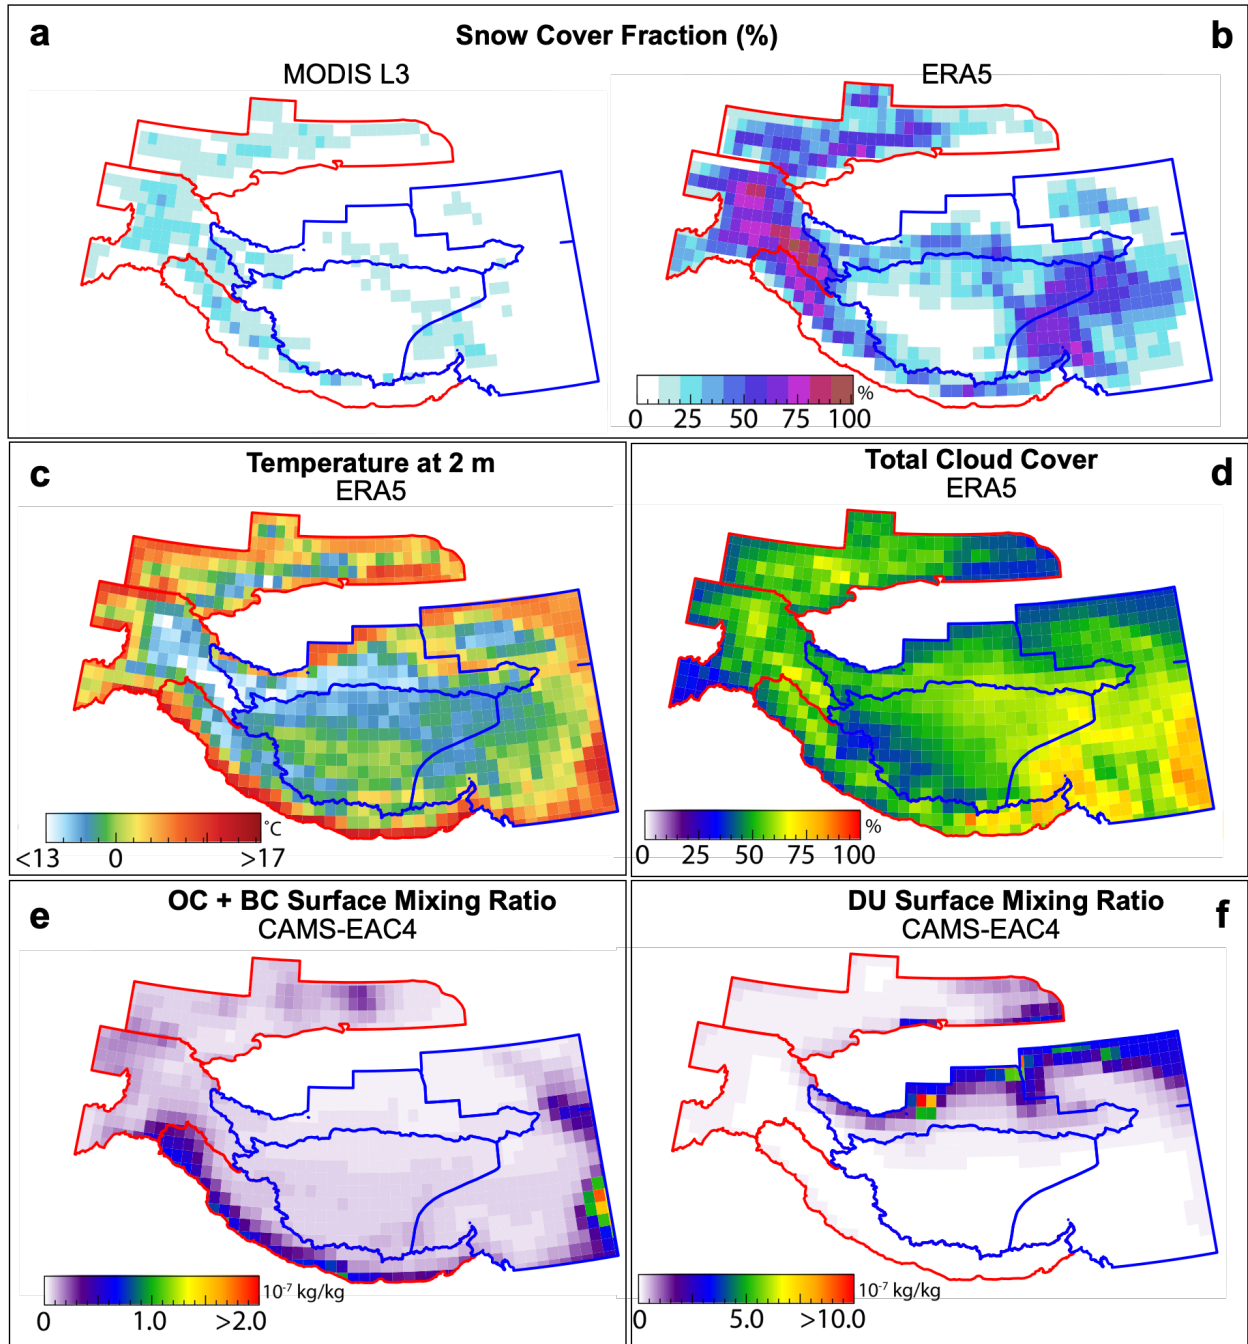 a
Snow Cover Fraction (%)
b
MODIS L3
ERA5
%
0 25 50 75 100
c
Temperature at 2 m
ERA5
°C
<13 0 >17
Total Cloud Cover
d
ERA5
%
0 25 50 75 100
e
OC + BC Surface Mixing Ratio
CAMS-EAC4
10⁻⁷ kg/kg
0 1.0 >2.0
DU Surface Mixing Ratio
f
CAMS-EAC4
10⁻⁷ kg/kg
0 5.0 >10.0